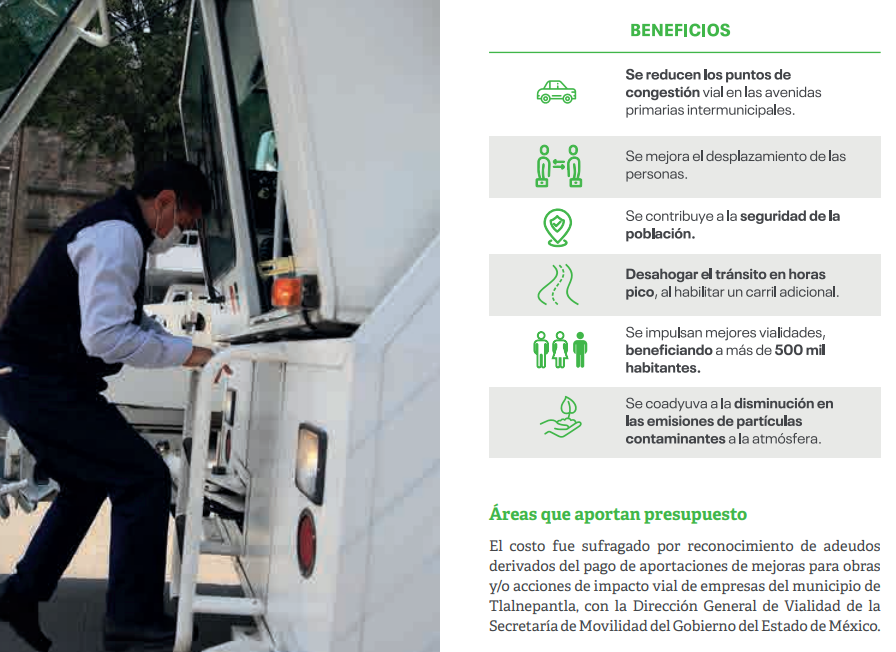 BENEFICIOS
Se reducen los puntos de
congestión vial en las avenidas
primarias intermunicipales.
Se mejora el desplazamiento de las
personas.
Se contribuye a la seguridad de la
población.
Desahogar el tránsito en horas
pico, al habilitar un carril adicional.
Se impulsan mejores vialidades,
beneficiando a más de 500 mil
habitantes.
Se coadyuva a la disminución en
las emisiones de partículas
contaminantes a la atmósfera.
Áreas que aportan presupuesto
El costo fue sufragado por reconocimiento de adeudos
derivados del pago de aportaciones de mejoras para obras
y/o acciones de impacto vial de empresas del municipio de
Tlalnepantla, con la Dirección General de Vialidad de la
Secretaría de Movilidad del Gobierno del Estado de México.